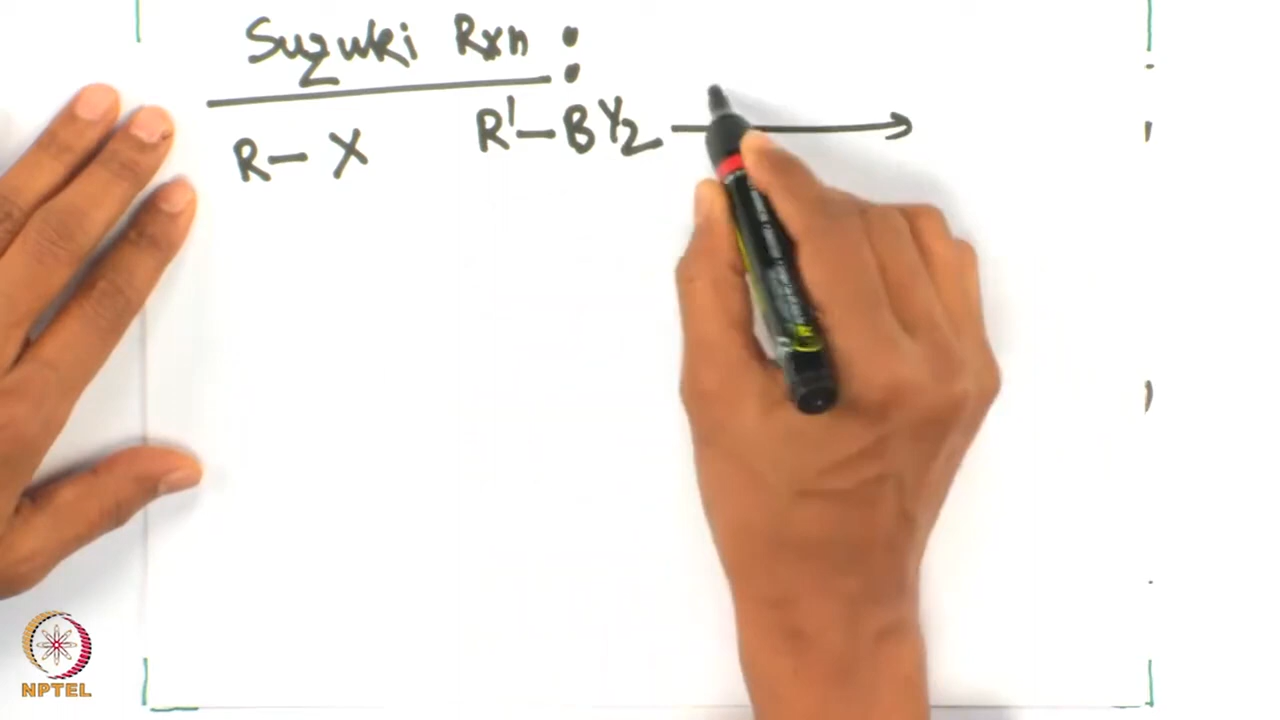 Suzuki Rxn :
R-X R'-BY2 →
NPTEL